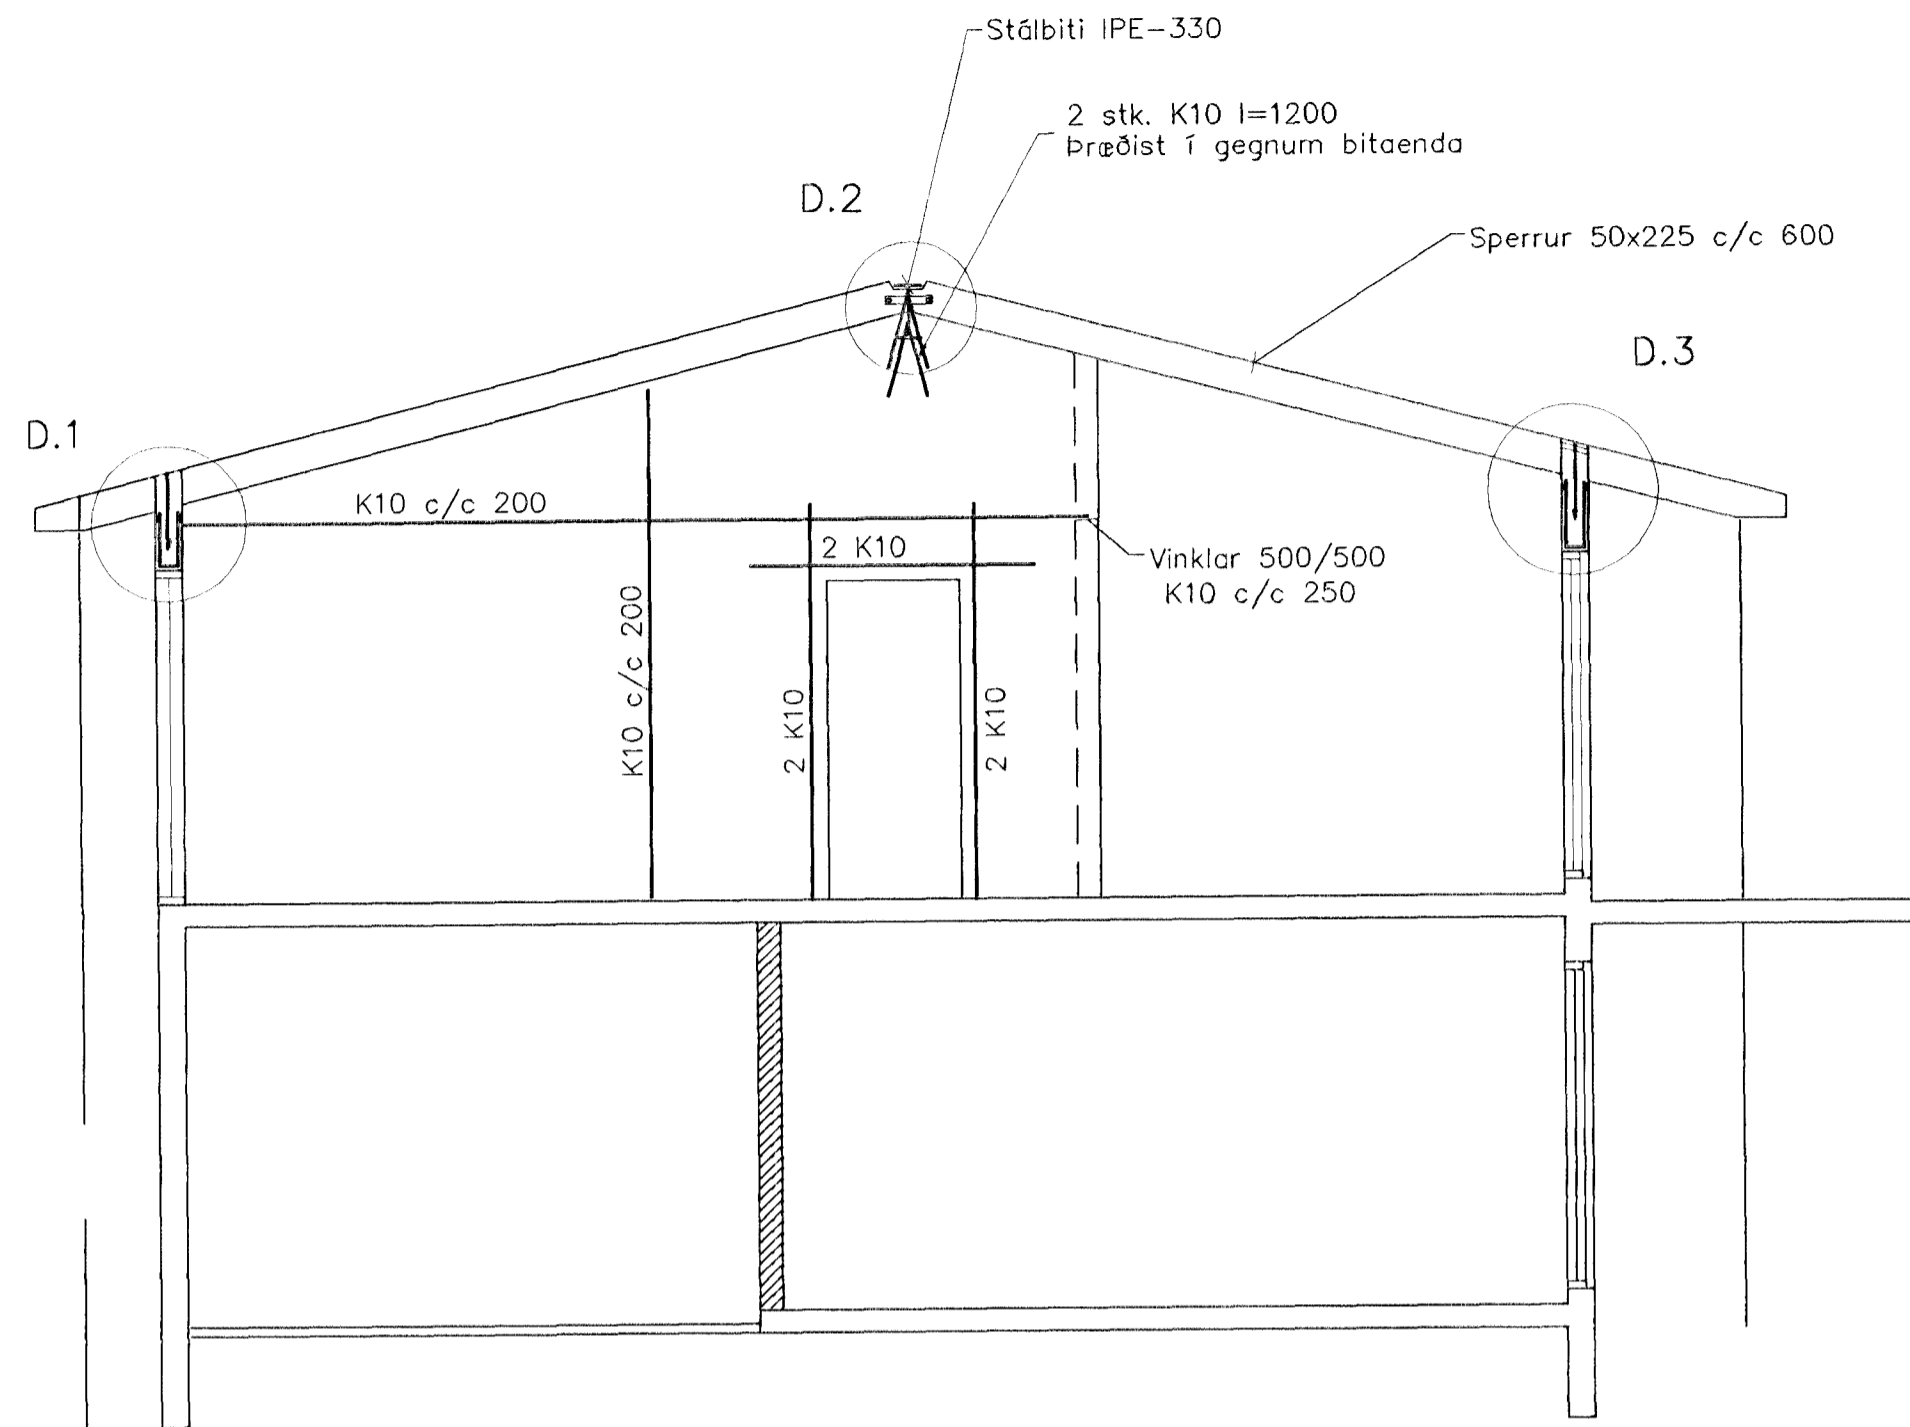 Stálbiti IPE-330
2 stk. K10 l=1200
Þræðist í gegnum bitaenda
D.2
Sperrur 50x225 c/c 600
D.3
D.1
K10 c/c 200
2 K10
Vinklar 500/500
K10 c/c 250
K10 c/c 200
2 K10
2 K10